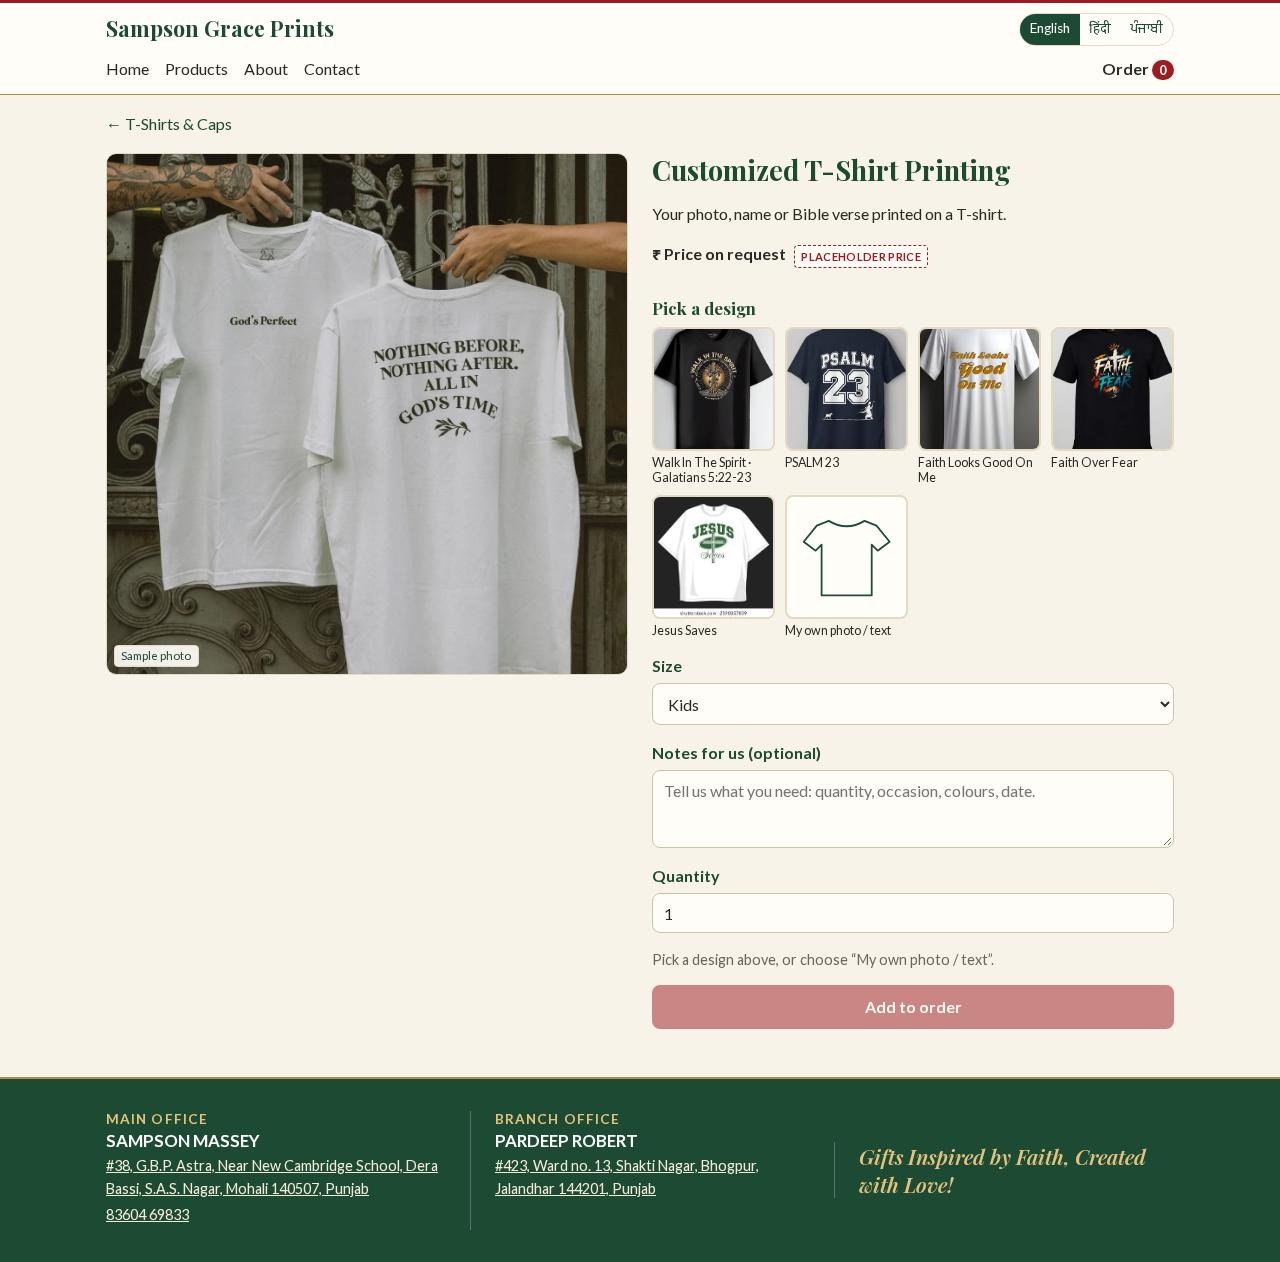 Sampson Grace Prints
English
हिंदी
ਪੰਜਾਬੀ
Home
Products
About
Contact
Order 0
← T-Shirts & Caps
God's Perfect
NOTHING BEFORE,
NOTHING AFTER.
ALL IN
GOD'S TIME
Sample photo
Customized T-Shirt Printing
Your photo, name or Bible verse printed on a T-shirt.
₹ Price on request
PLACEHOLDER PRICE
Pick a design
WALK IN THE SPIRIT
PSALM
23
Faith Looks
Good
On Me
FAITH
FEAR
Walk In The Spirit ·
Galatians 5:22-23
PSALM 23
Faith Looks Good On
Me
Faith Over Fear
JESUS
Saves
Jesus Saves
My own photo / text
Size
Kids
Notes for us (optional)
Tell us what you need: quantity, occasion, colours, date.
Quantity
1
Pick a design above, or choose “My own photo / text”.
Add to order
MAIN OFFICE
SAMPSON MASSEY
#38, G.B.P. Astra, Near New Cambridge School, Dera
Bassi, S.A.S. Nagar, Mohali 140507, Punjab
83604 69833
BRANCH OFFICE
PARDEEP ROBERT
#423, Ward no. 13, Shakti Nagar, Bhogpur,
Jalandhar 144201, Punjab
Gifts Inspired by Faith, Created
with Love!